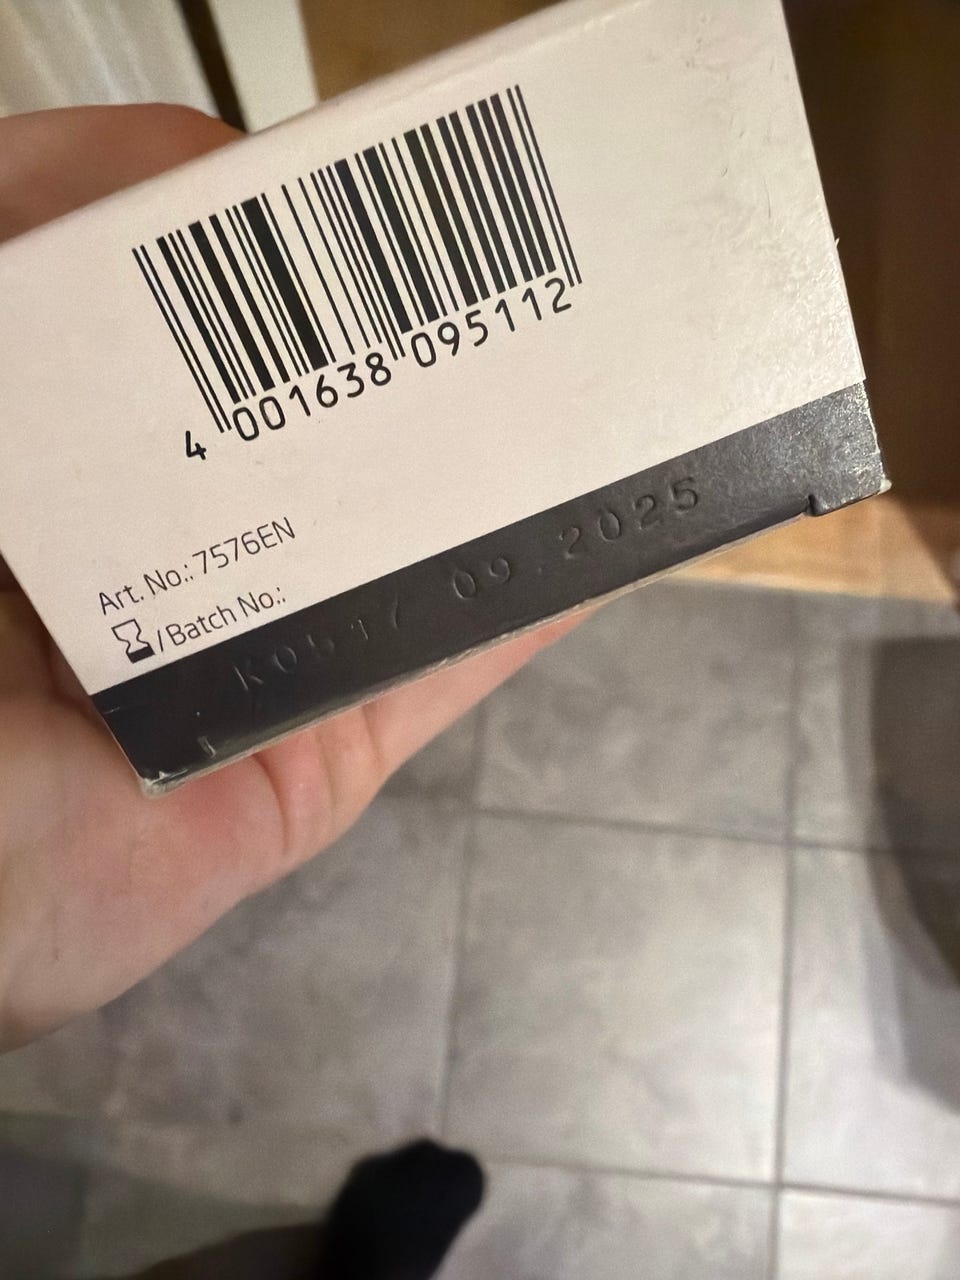 4 001638 095112
Art. No.: 7576EN
/Batch No.:
09.2025